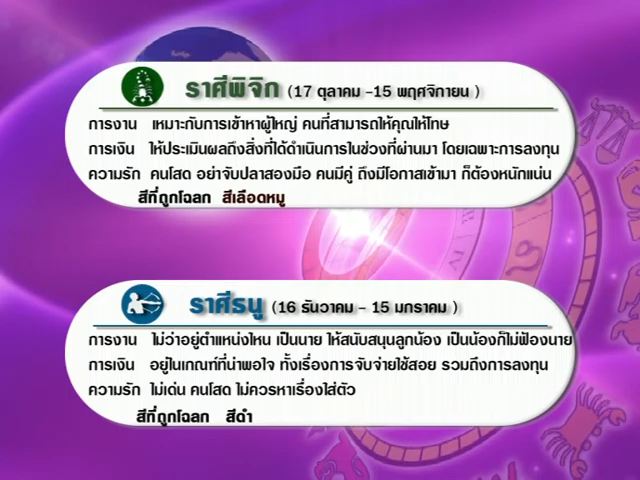 ราศีพิจิก (17 ตุลาคม -15 พฤศจิกายน )
การงาน เหมาะกับการเข้าหาผู้ใหญ่ คนที่สามารถให้คุณให้โทษ
การเงิน ให้ประเมินผลถึงสิ่งที่ได้ดำเนินการในช่วงที่ผ่านมา โดยเฉพาะการลงทุน
ความรัก คนโสด อย่าจับปลาสองมือ คนมีคู่ ถึงมีโอกาสเข้ามา ก็ต้องหนักแน่น
สีที่ถูกโฉลก สีเลือดหมู
ราศีธนู (16 ธันวาคม - 15 มกราคม )
การงาน ไม่ว่าอยู่ตำแหน่งไหน เป็นนาย ให้สนับสนุนลูกน้อง เป็นน้องก็ไม่ฟ้องนาย
การเงิน อยู่ในเกณฑ์ที่น่าพอใจ ทั้งเรื่องการจับจ่ายใช้สอย รวมถึงการลงทุน
ความรัก ไม่เด่น คนโสด ไม่ควรหาเรื่องใส่ตัว
สีที่ถูกโฉลก สีดำ